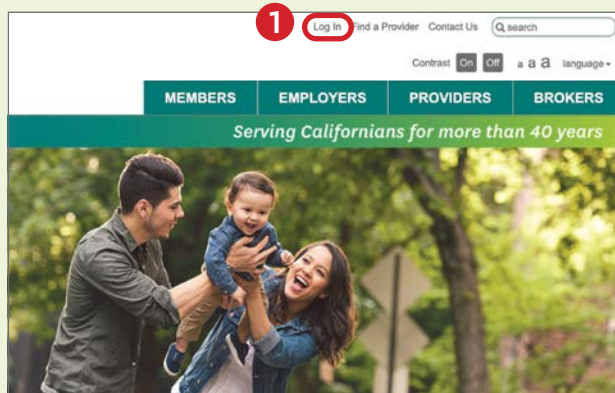 1
Log In Find a Provider Contact Us search
Contrast On Off a a a language
MEMBERS EMPLOYERS PROVIDERS BROKERS
Serving Californians for more than 40 years